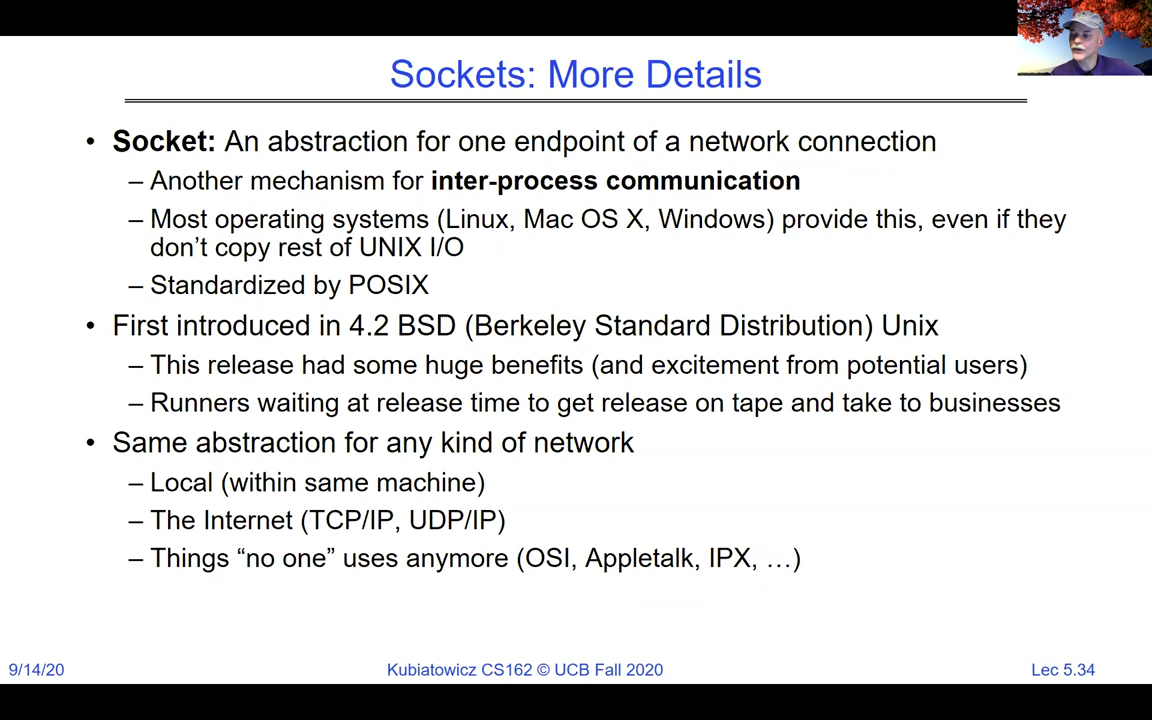 Sockets: More Details
• Socket: An abstraction for one endpoint of a network connection
– Another mechanism for inter-process communication
– Most operating systems (Linux, Mac OS X, Windows) provide this, even if they
don’t copy rest of UNIX I/O
– Standardized by POSIX
• First introduced in 4.2 BSD (Berkeley Standard Distribution) Unix
– This release had some huge benefits (and excitement from potential users)
– Runners waiting at release time to get release on tape and take to businesses
• Same abstraction for any kind of network
– Local (within same machine)
– The Internet (TCP/IP, UDP/IP)
– Things “no one” uses anymore (OSI, Appletalk, IPX, …)
9/14/20
Kubiatowicz CS162 © UCB Fall 2020
Lec 5.34